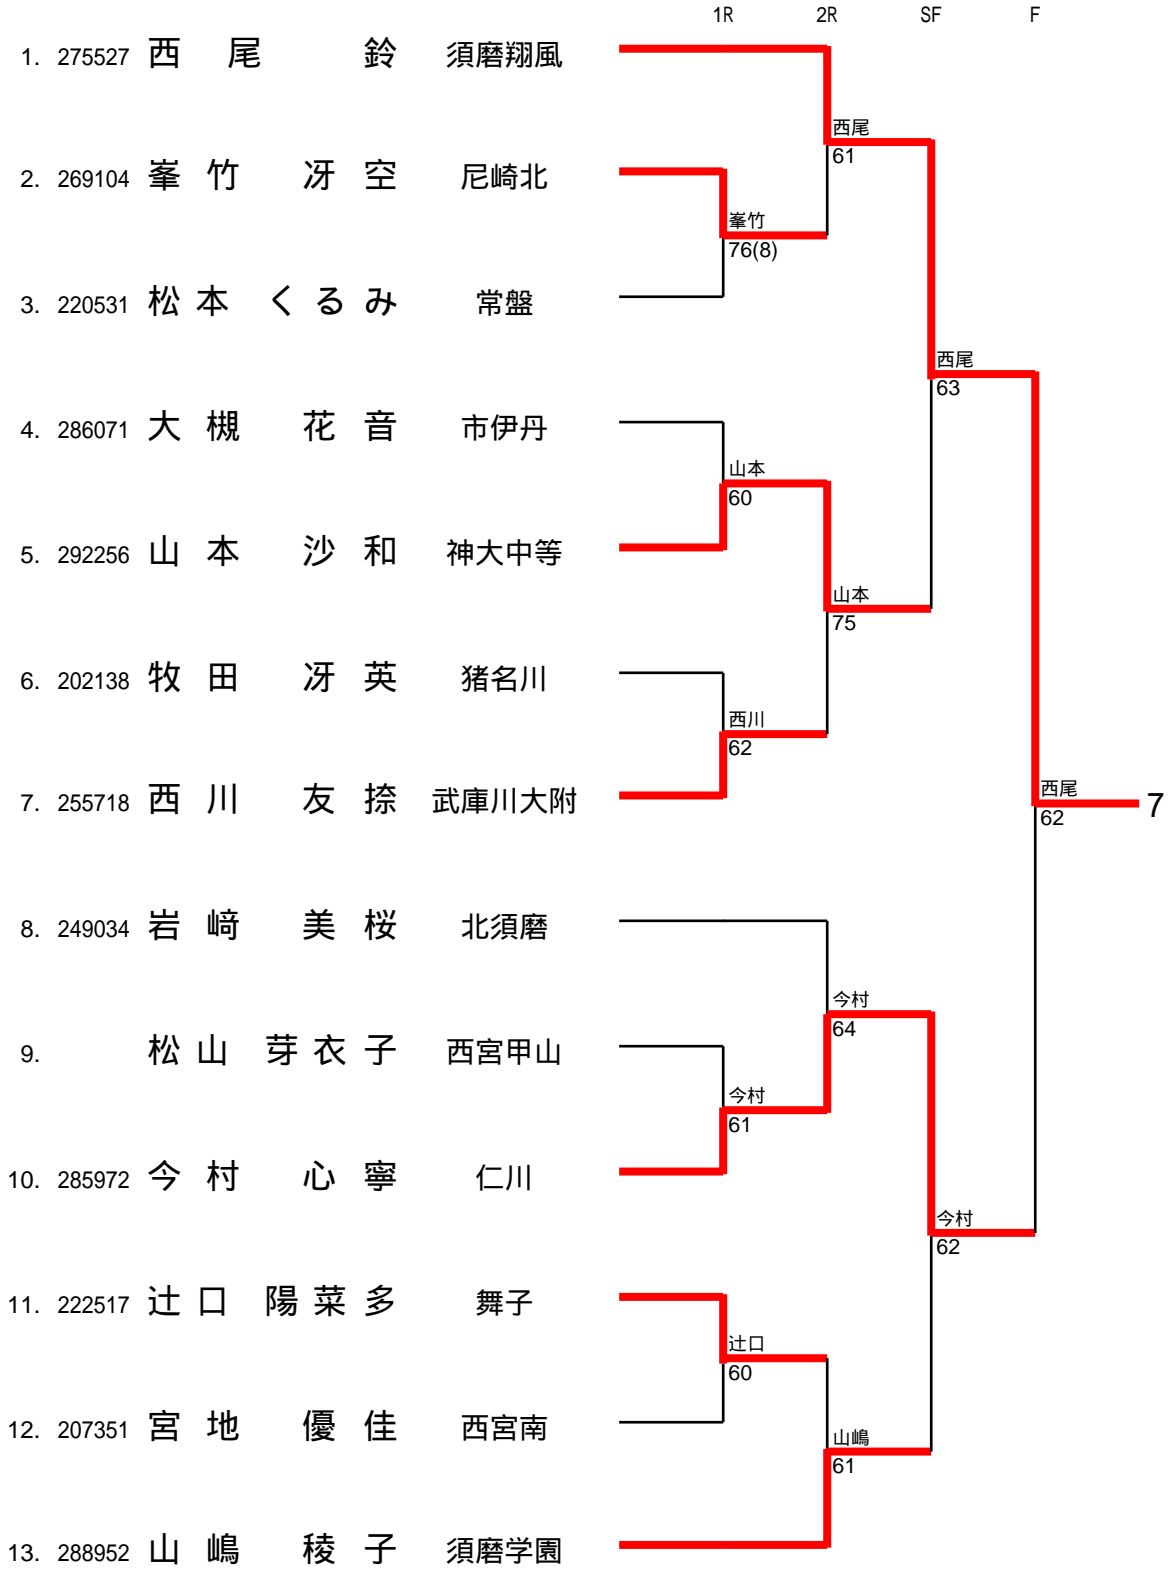 1R 2R SF F
1. 275527 西尾 鈴 須磨翔風
西尾
61
2. 269104 峯竹 冴空 尼崎北
峯竹
76(8)
3. 220531 松本 くるみ 常盤
西尾
63
4. 286071 大槻 花音 市伊丹
山本
60
5. 292256 山本 沙和 神大中等
山本
75
6. 202138 牧田 冴英 猪名川
西川
62
7. 255718 西川 友捺 武庫川大附
西尾
62
7
8. 249034 岩﨑 美桜 北須磨
今村
64
9. 松山 芽衣子 西宮甲山
今村
61
10. 285972 今村 心寧 仁川
今村
62
11. 222517 辻口 陽菜多 舞子
辻口
60
12. 207351 宮地 優佳 西宮南
山嶋
61
13. 288952 山嶋 稜子 須磨学園